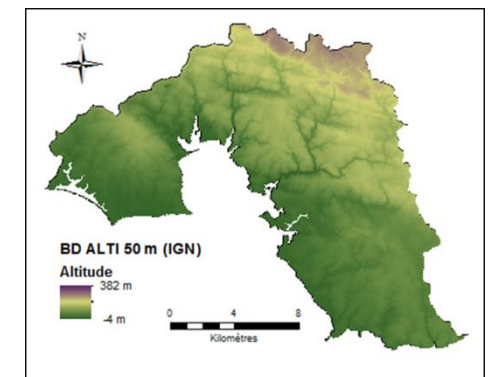 N
BD ALTI 50 m (IGN)
Altitude
382 m
-4 m
0 4 8
Kilomètres